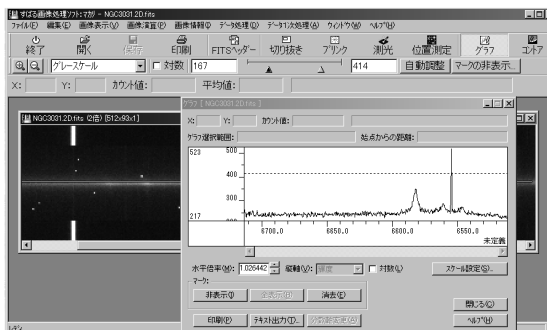 すばる画像処理ソフト:マカリ - NGC3031.2D.fits
ファイル(F) 編集(E) 画像表示(V) 画像演算(P) 画像情報(I) データ処理(D) データ1次処理(A) ウィンドウ(W) ヘルプ(H)
終了 開く 保存 印刷 FITSヘッダー 切り抜き ブリンク 測光 位置測定 グラフ コントア
グレースケール 対数 167 414 自動調整 マークの非表示...
X: Y: カウント値: 平均値:
NGC3031.2D.fits (2倍) [512x93x1]
グラフ [ NGC3031.2D.fits ]
X: Y: カウント値:
グラフ選択範囲: 始点からの距離:
523 500
400
300
217
6700.0 6650.0 6600.0 6550.0
未定義
水平倍率(M): 1.026442 縦軸(V): 輝度 対数(L) スケール設定(S)...
マーク:
非表示(I) 全表示(H) 消去(E)
閉じる(C)
印刷(P) テキスト出力(T)... ヘルプ(H)
レディ